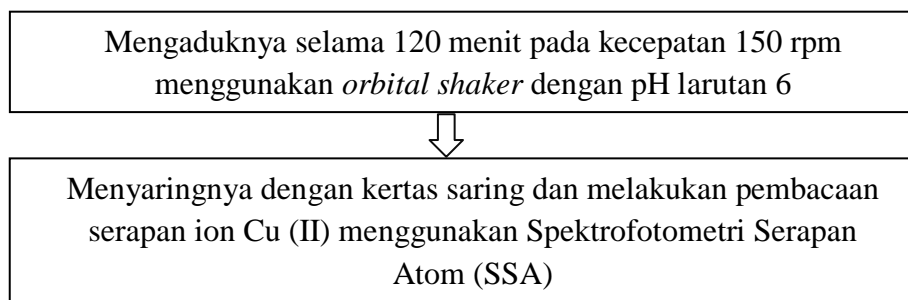 Mengaduknya selama 120 menit pada kecepatan 150 rpm
menggunakan orbital shaker dengan pH larutan 6
Menyaringnya dengan kertas saring dan melakukan pembacaan
serapan ion Cu (II) menggunakan Spektrofotometri Serapan
Atom (SSA)